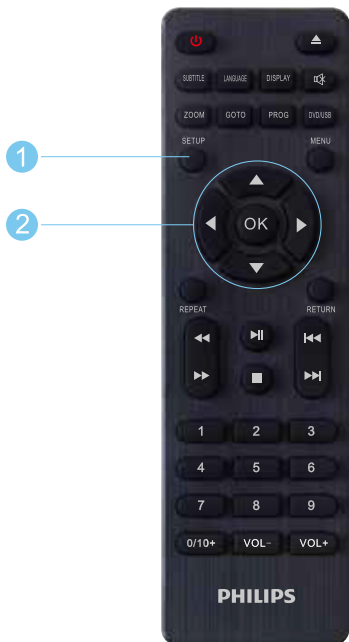 SUBTITLE LANGUAGE DISPLAY
ZOOM GOTO PROG DVD/USB
SETUP MENU
1
2
OK
REPEAT RETURN
1 2 3
4 5 6
7 8 9
0/10+ VOL- VOL+
PHILIPS